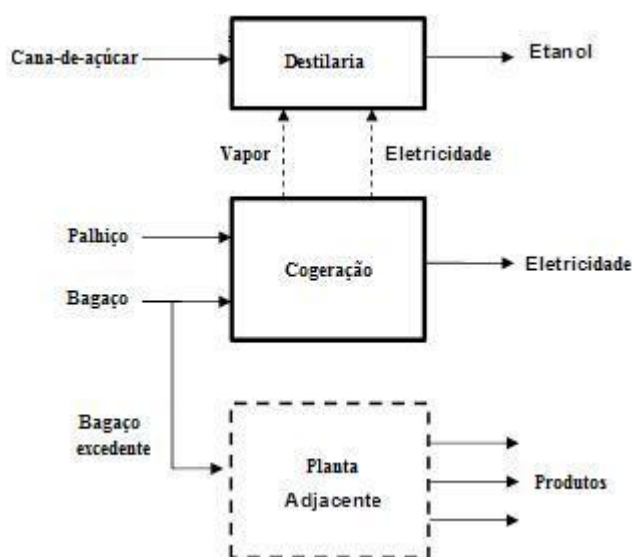 Cana-de-açúcar
Destilaria
Etanol
Vapor
Eletricidade
Palhiço
Cogeração
Eletricidade
Bagaço
Bagaço
excedente
Planta
Adjacente
Produtos